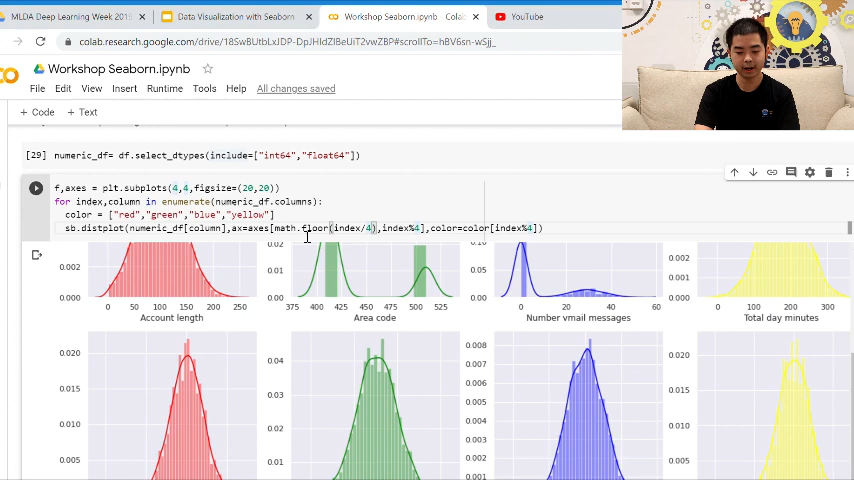 MLDA Deep Learning Week 2019
Data Visualization with Seaborn
Workshop Seaborn.ipynb - Colab
YouTube
colab.research.google.com/drive/18SwBUtbLxJDP-DpJHIdZIBeUiT2vwZBP#scrollTo=hBV6sn-wSjj_
Workshop Seaborn.ipynb
File Edit View Insert Runtime Tools Help All changes saved
+ Code + Text
[29] numeric_df= df.select_dtypes(include=["int64","float64"])
f,axes = plt.subplots(4,4,figsize=(20,20))
for index,column in enumerate(numeric_df.columns):
color = ["red","green","blue","yellow"]
sb.distplot(numeric_df[column],ax=axes[math.floor(index/4),index%4],color=color[index%4])
0.002 0.02 0.10 0.002
0.01 0.05
0.000 0.00 0.00 0.000
0 50 100 150 200 250 375 400 425 450 475 500 525 0 20 40 60 0 100 200 300
Account length Area code Number vmail messages Total day minutes
0.020 0.04 0.008 0.020
0.007
0.015 0.03 0.006 0.015
0.005
0.010 0.02 0.004 0.010
0.003
0.005 0.01 0.002 0.005
0.001